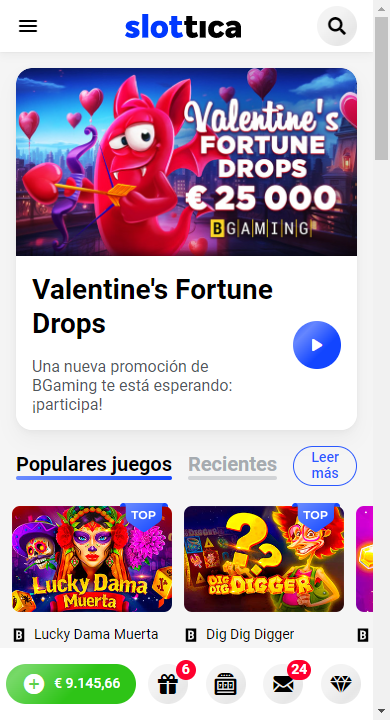 slottica
Valentine's
FORTUNE
DROPS
€ 25 000
BGAMING
Valentine's Fortune
Drops
Una nueva promoción de
BGaming te está esperando:
¡participa!
Populares juegos
Recientes
Leer
más
TOP
Lucky Dama
Muerta
TOP
DIG DIG
DIGGER
Lucky Dama Muerta
Dig Dig Digger
€ 9.145,66
6
24